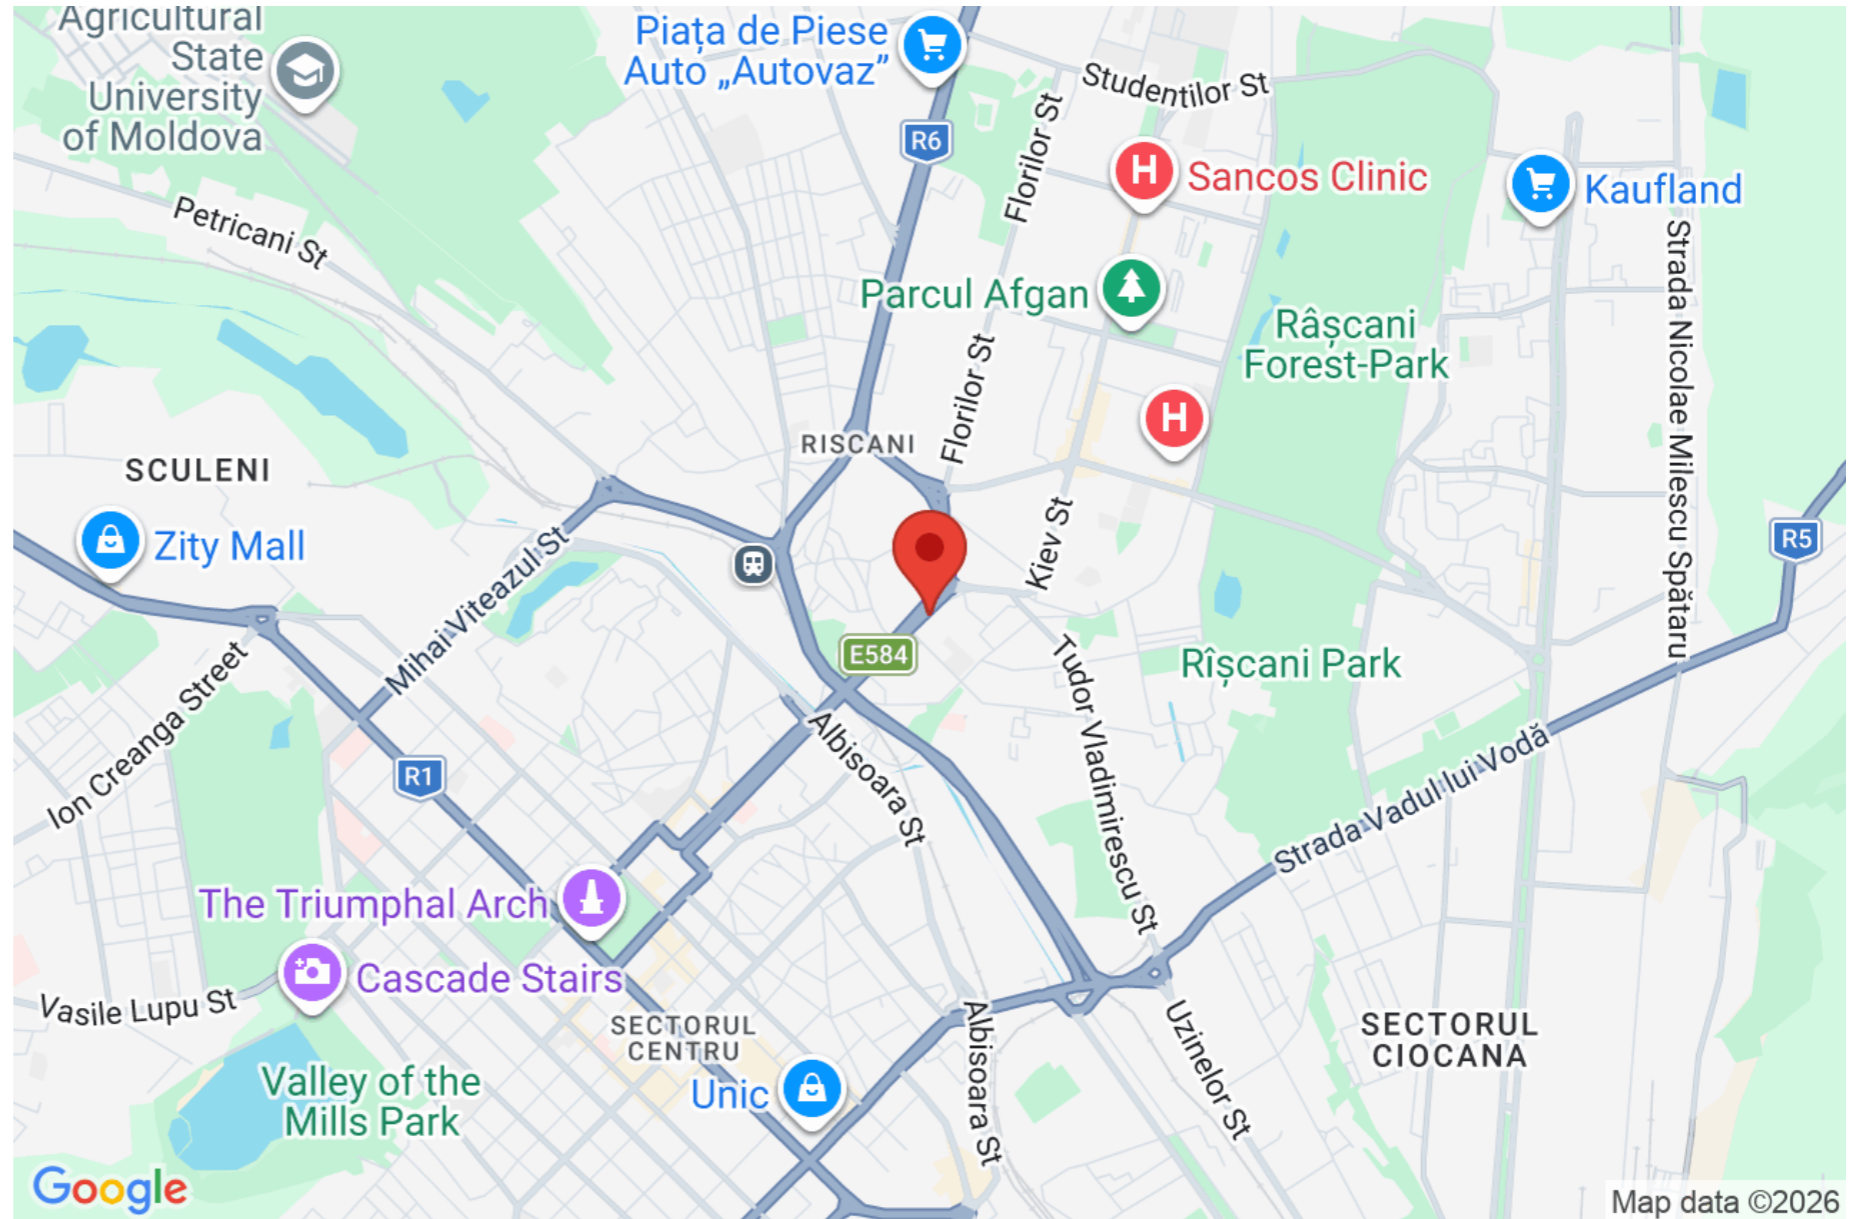 Agricultural
State
University
of Moldova
Piața de Piese
Auto „Autovaz”
Studentilor St
R6
Florilor St
H
Sancos Clinic
Kaufland
Petricani St
Strada Nicolae Milescu Spătaru
Parcul Afgan
Râșcani
Forest-Park
Florilor St
H
RISCANI
SCULENI
Zity Mall
Mihai Viteazul St
Kiev St
R5
E584
Rîșcani Park
Ion Creanga Street
Tudor Vladimirescu St
R1
Albisoara St
Strada Vadul lui Vodă
The Triumphal Arch
Cascade Stairs
Vasile Lupu St
SECTORUL
CENTRU
Albisoara St
Uzinelor St
SECTORUL
CIOCANA
Valley of the
Mills Park
Unic
Google
Map data ©2026